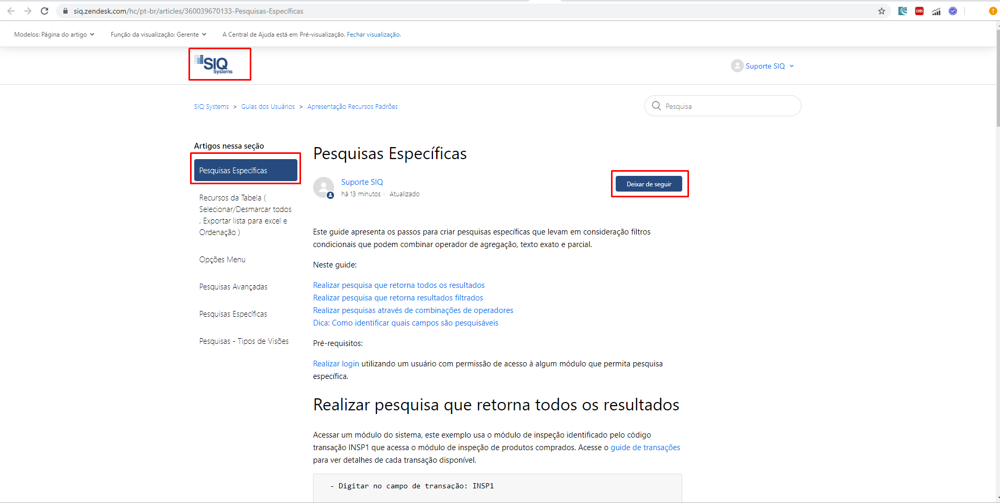 siq.zendesk.com/hc/pt-br/articles/360039670133-Pesquisas-Específicas
CORS
Modelos: Página do artigo
Função da visualização: Gerente
A Central de Ajuda está em Pré-visualização. Fechar visualização.
SIQ
Systems
Suporte SIQ
SIQ Systems > Guias dos Usuários > Apresentação Recursos Padrões
Pesquisa
Artigos nessa seção
Pesquisas Específicas
Recursos da Tabela (
Selecionar/Desmarcar todos
, Exportar lista para excel e
Ordenação )
Opções Menu
Pesquisas Avançadas
Pesquisas Específicas
Pesquisas - Tipos de Visões
Pesquisas Específicas
Suporte SIQ
há 13 minutos · Atualizado
Deixar de seguir
Este guide apresenta os passos para criar pesquisas específicas que levam em consideração filtros
condicionais que podem combinar operador de agregação, texto exato e parcial.
Neste guide:
Realizar pesquisa que retorna todos os resultados
Realizar pesquisa que retorna resultados filtrados
Realizar pesquisas através de combinações de operadores
Dica: Como identificar quais campos são pesquisáveis
Pré-requisitos:
Realizar login utilizando um usuário com permissão de acesso à algum módulo que permita pesquisa
específica.
Realizar pesquisa que retorna todos os resultados
Acessar um módulo do sistema, este exemplo usa o módulo de inspeção identificado pelo código
transação INSP1 que acessa o módulo de inspeção de produtos comprados. Acesse o guide de transações
para ver detalhes de cada transação disponível.
- Digitar no campo de transação: INSP1